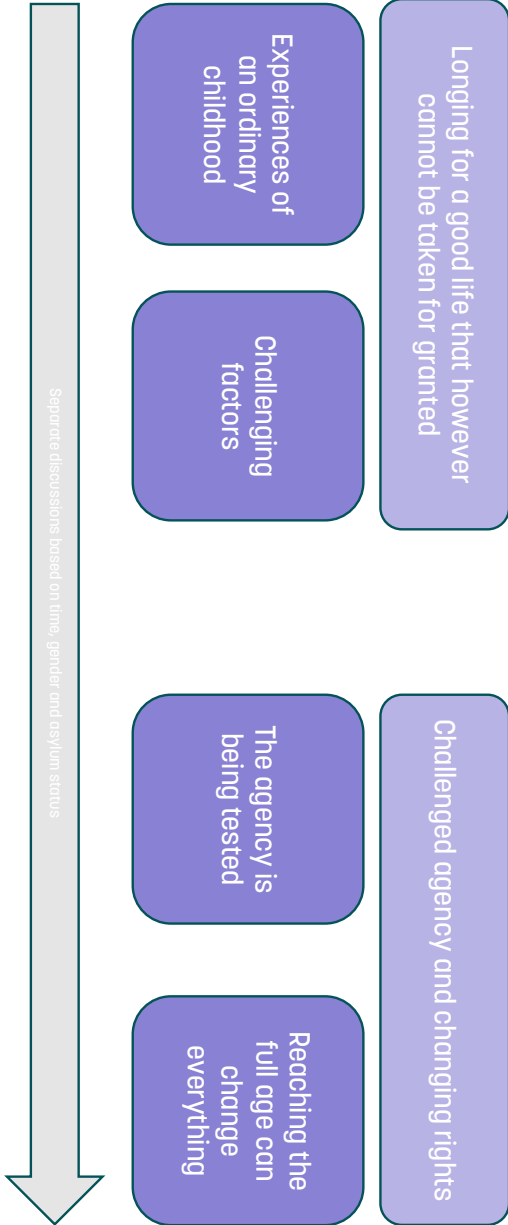 Longing for a good life that however
cannot be taken for granted
Challenged agency and changing rights
Experiences of
an ordinary
childhood
Challenging
factors
The agency is
being tested
Reaching the
full age can
change
everything
Separate discussions based on time, gender and asylum status